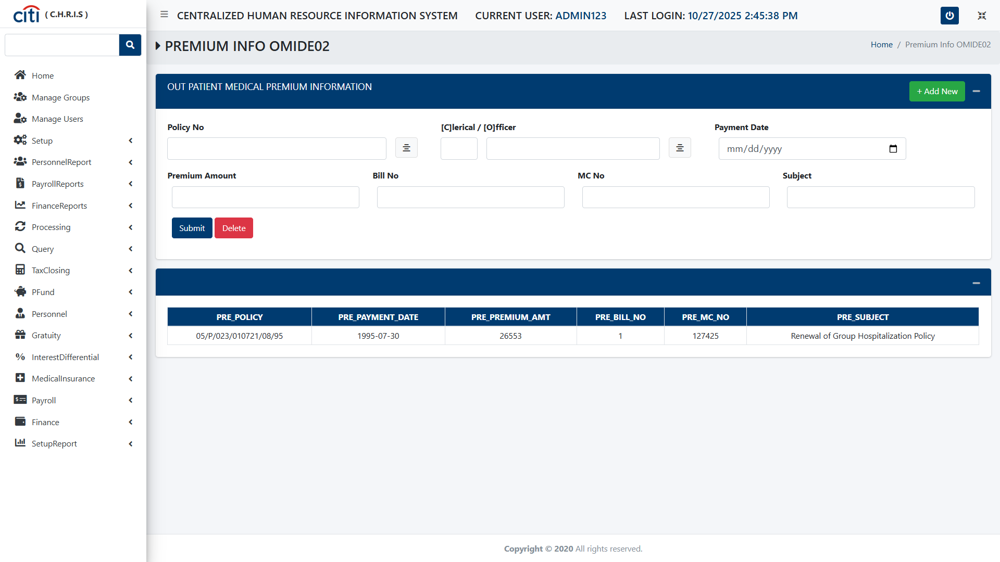 citi ( C.H.R.I.S )
CENTRALIZED HUMAN RESOURCE INFORMATION SYSTEM CURRENT USER: ADMIN123 LAST LOGIN: 10/27/2025 2:45:38 PM
PREMIUM INFO OMIDE02
Home / Premium Info OMIDE02
Home
Manage Groups
Manage Users
Setup
PersonnelReport
PayrollReports
FinanceReports
Processing
Query
TaxClosing
PFund
Personnel
Gratuity
InterestDifferential
MedicalInsurance
Payroll
Finance
SetupReport
OUT PATIENT MEDICAL PREMIUM INFORMATION
+ Add New
Policy No [C]lerical / [O]fficer Payment Date
mm/dd/yyyy
Premium Amount Bill No MC No Subject
Submit Delete
PRE_POLICY PRE_PAYMENT_DATE PRE_PREMIUM_AMT PRE_BILL_NO PRE_MC_NO PRE_SUBJECT
05/P/023/010721/08/95 1995-07-30 26553 1 127425 Renewal of Group Hospitalization Policy
Copyright © 2020 All rights reserved.